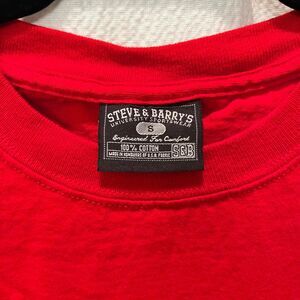 STEVE & BARRY'S
UNIVERSITY SPORTSWEAR
S
Engineered For Comfort
100% COTTON
MADE IN HONDURAS OF U.S.A. FABRIC
S&B